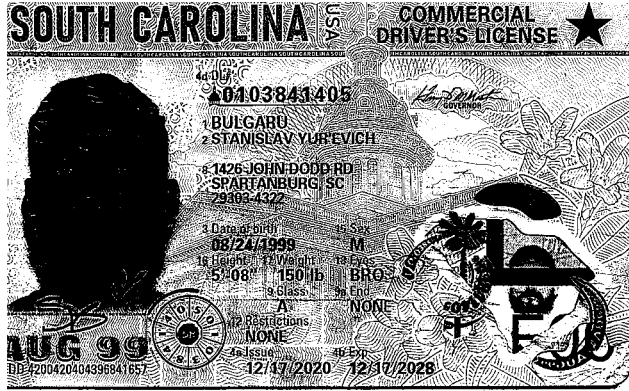 SOUTH CAROLINA
USA
COMMERCIAL
DRIVER'S LICENSE
4d DL#
0103841405
GOVERNOR
1 BULGARU
2 STANISLAV YUR'EVICH
8 1426 JOHN DODD RD
SPARTANBURG, SC
29303-4322
3 Date of birth 15 Sex
08/24/1999 M
16 Height 17 Weight 18 Eyes
5'-08" 150 lb BRO
9 Class 9a End
A NONE
12 Restrictions
NONE
AUG 99
4a Issue 4b Exp
12/17/2020 12/17/2028
DD 4200420404396841657